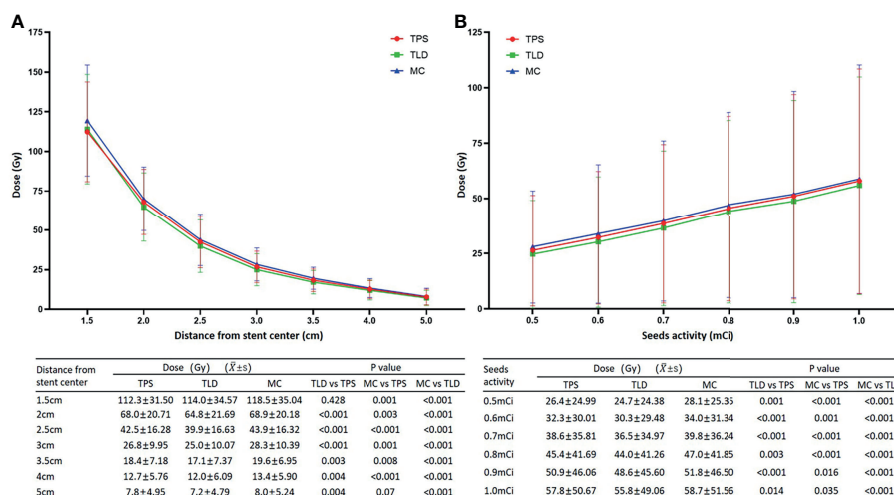 A
175
150
125
100
75
50
25
0
Dose (Gy)
TPS
TLD
MC
1.5 2.0 2.5 3.0 3.5 4.0 5.0
Distance from stent center (cm)
Distance from stent center Dose (Gy) (X̄±s) P value
TPS TLD MC TLD vs TPS MC vs TPS MC vs TLD
1.5cm 112.3±31.50 114.0±34.57 118.5±35.04 0.428 0.001 <0.001
2cm 68.0±20.71 64.8±21.69 68.9±20.18 <0.001 0.003 <0.001
2.5cm 42.5±16.28 39.9±16.63 43.9±16.32 <0.001 <0.001 <0.001
3cm 26.8±9.95 25.0±10.07 28.3±10.39 <0.001 0.001 <0.001
3.5cm 18.4±7.18 17.1±7.37 19.6±6.95 0.003 0.008 <0.001
4cm 12.7±5.76 12.0±6.09 13.4±5.90 0.004 <0.001 <0.001
5cm 7.8±4.95 7.2±4.79 8.0±5.24 0.004 0.07 <0.001
B
125
100
75
50
25
0
Dose (Gy)
TPS
TLD
MC
0.5 0.6 0.7 0.8 0.9 1.0
Seeds activity (mCi)
Seeds activity Dose (Gy) (X̄±s) P value
TPS TLD MC TLD vs TPS MC vs TPS MC vs TLD
0.5mCi 26.4±24.99 24.7±24.38 28.1±25.35 0.001 <0.001 <0.001
0.6mCi 32.3±30.01 30.3±29.48 34.0±31.34 <0.001 0.001 <0.001
0.7mCi 38.6±35.81 36.5±34.97 39.8±36.24 <0.001 <0.001 <0.001
0.8mCi 45.4±41.69 44.0±41.26 47.0±41.85 0.003 <0.001 <0.001
0.9mCi 50.9±46.06 48.6±45.60 51.8±46.50 <0.001 0.016 <0.001
1.0mCi 57.8±50.67 55.8±49.06 58.7±51.56 0.014 0.035 <0.001